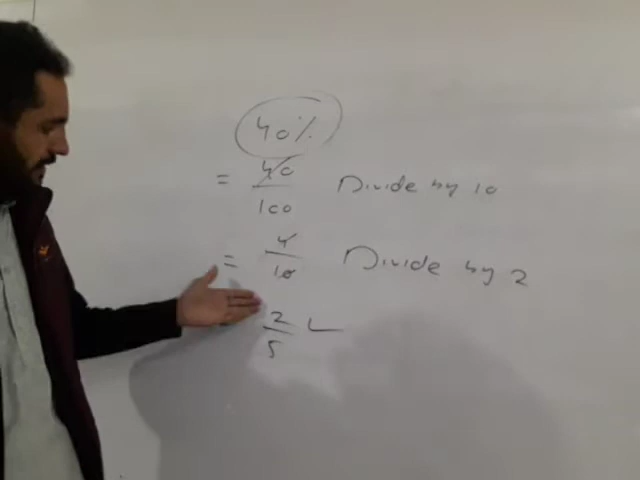 40%
= 40/100 Divide by 10
= 4/10 Divide by 2
2/5